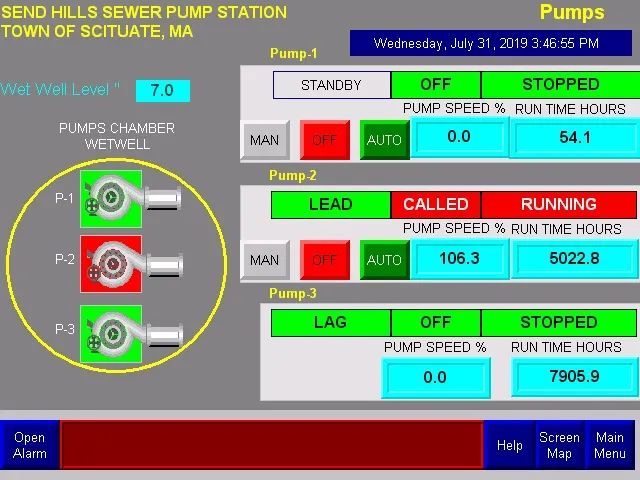 SEND HILLS SEWER PUMP STATION
TOWN OF SCITUATE, MA
Pumps
Wednesday, July 31, 2019 3:46:55 PM
Wet Well Level "
7.0
PUMPS CHAMBER
WETWELL
P-1
P-2
P-3
Pump-1
STANDBY
OFF
STOPPED
PUMP SPEED %
RUN TIME HOURS
MAN
OFF
AUTO
0.0
54.1
Pump-2
LEAD
CALLED
RUNNING
PUMP SPEED %
RUN TIME HOURS
MAN
OFF
AUTO
106.3
5022.8
Pump-3
LAG
OFF
STOPPED
PUMP SPEED %
RUN TIME HOURS
0.0
7905.9
Open
Alarm
Help
Screen
Map
Main
Menu